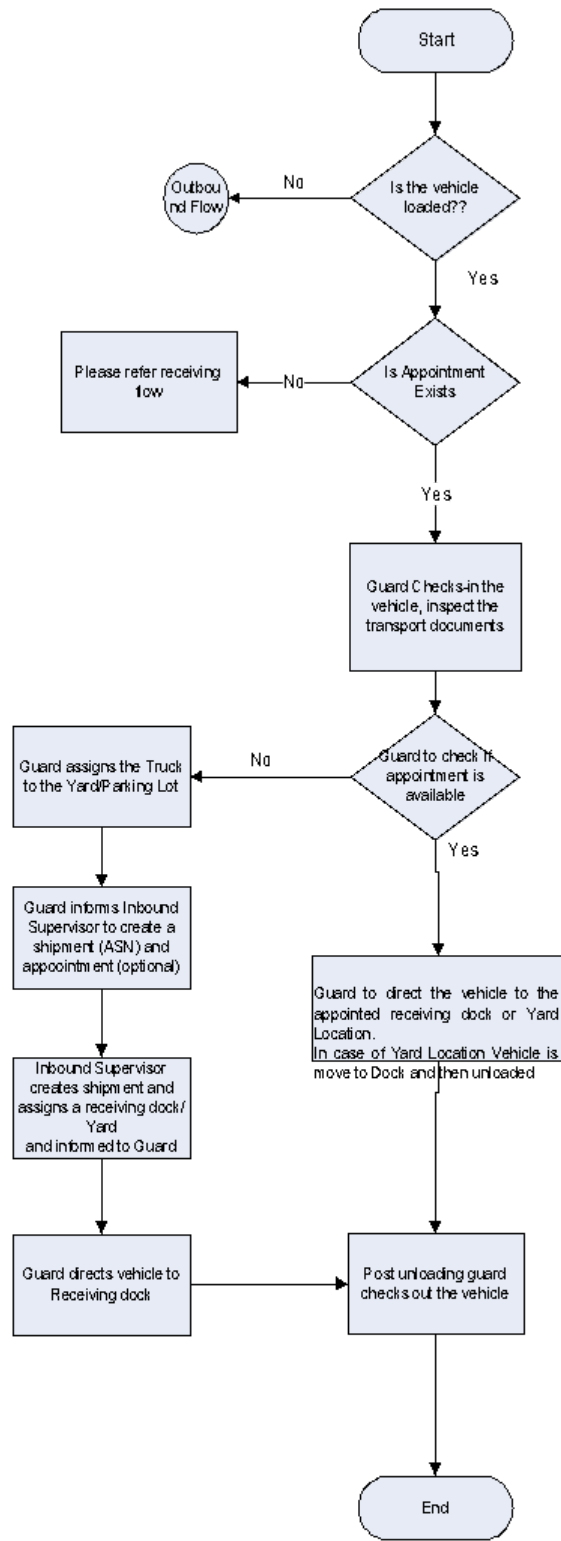 Start
Is the vehicle
loaded??
No
Outbou
nd Flow
Yes
Is Appointment
Exists
No
Please refer receiving
flow
Yes
Guard Checks-in the
vehicle, inspect the
transport documents
Guard to check if
appointment is
available
No
Guard assigns the Truck
to the Yard/Parking Lot
Yes
Guard informs Inbound
Supervisor to create a
shipment (ASN) and
appcointment (optional)
Guard to direct the vehicle to the
appointed receiving dock or Yard
Location.
In case of Yard Location Vehicle is
move to Dock and then unloaded
Inbound Supervisor
creates shipment and
assigns a receiving dock/
Yard
and informed to Guard
Guard directs vehicle to
Receiving dock
Post unloading guard
checks out the vehicle
End